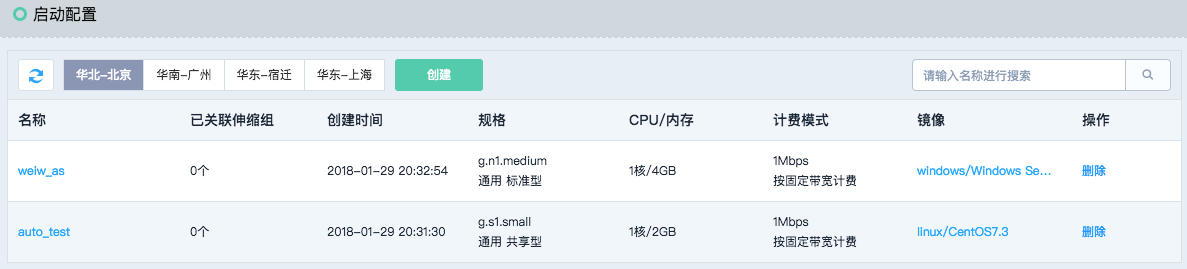 启动配置
华北-北京 华南-广州 华东-宿迁 华东-上海 创建 请输入名称进行搜索
名称 已关联伸缩组 创建时间 规格 CPU/内存 计费模式 镜像 操作
weiw_as 0个 2018-01-29 20:32:54 g.n1.medium 1核/4GB 1Mbps windows/Windows Se... 删除
通用 标准型 按固定带宽计费
auto_test 0个 2018-01-29 20:31:30 g.s1.small 1核/2GB 1Mbps linux/CentOS7.3 删除
通用 共享型 按固定带宽计费